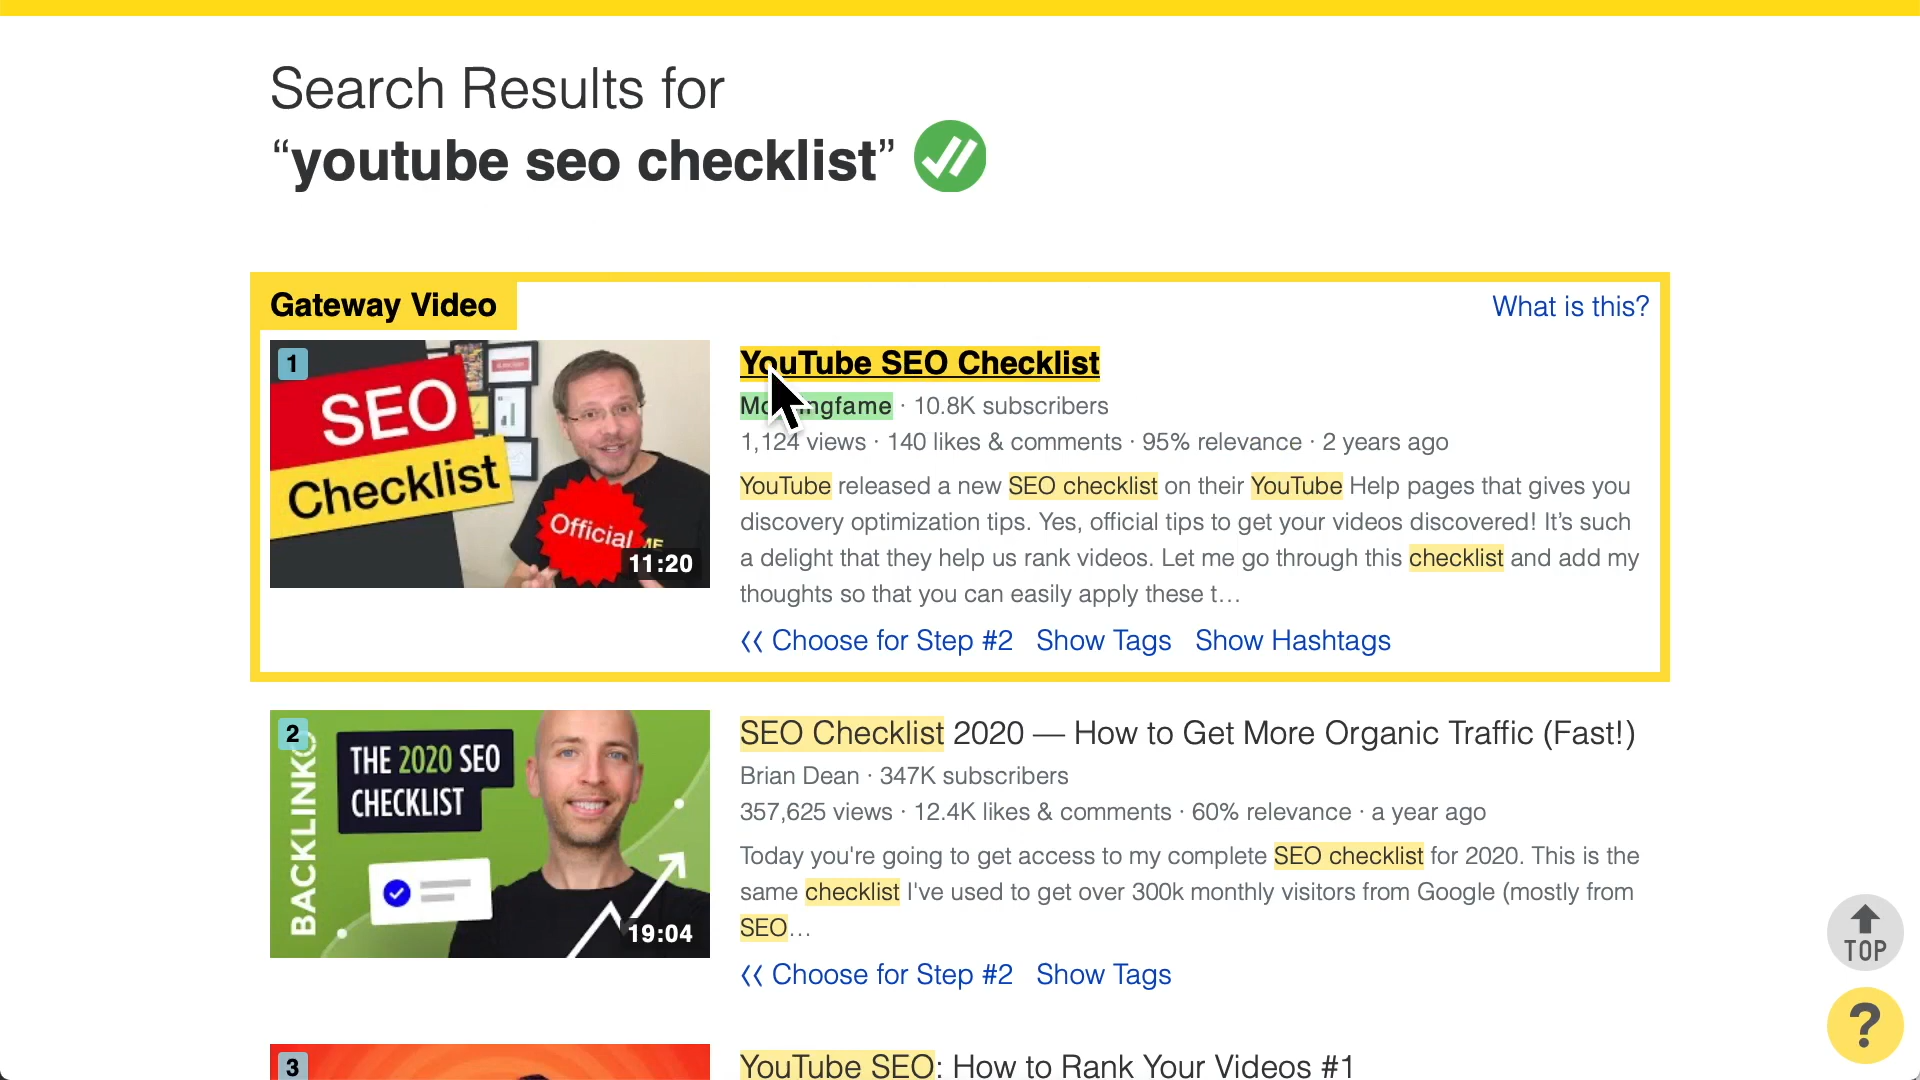 Search Results for
“youtube seo checklist”
Gateway Video
What is this?
1
SEO
Checklist
Official
ME
11:20
YouTube SEO Checklist
10.8K subscribers
1,124 views · 140 likes & comments · 95% relevance · 2 years ago
YouTube released a new SEO checklist on their YouTube Help pages that gives you
discovery optimization tips. Yes, official tips to get your videos discovered! It’s such
a delight that they help us rank videos. Let me go through this checklist and add my
thoughts so that you can easily apply these t…
‹‹ Choose for Step #2 Show Tags Show Hashtags
2
BACKLINKO
THE 2020 SEO
CHECKLIST
19:04
SEO Checklist 2020 — How to Get More Organic Traffic (Fast!)
Brian Dean · 347K subscribers
357,625 views · 12.4K likes & comments · 60% relevance · a year ago
Today you're going to get access to my complete SEO checklist for 2020. This is the
same checklist I've used to get over 300k monthly visitors from Google (mostly from
SEO…
‹‹ Choose for Step #2 Show Tags
3
YouTube SEO: How to Rank Your Videos #1
TOP
?